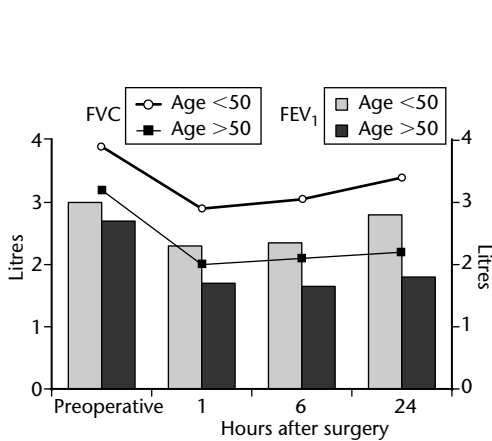 FVC
Age <50
Age >50
FEV1
Age <50
Age >50
4
3
2
1
0
Litres
4
3
2
1
0
Litres
Preoperative 1 6 24
Hours after surgery